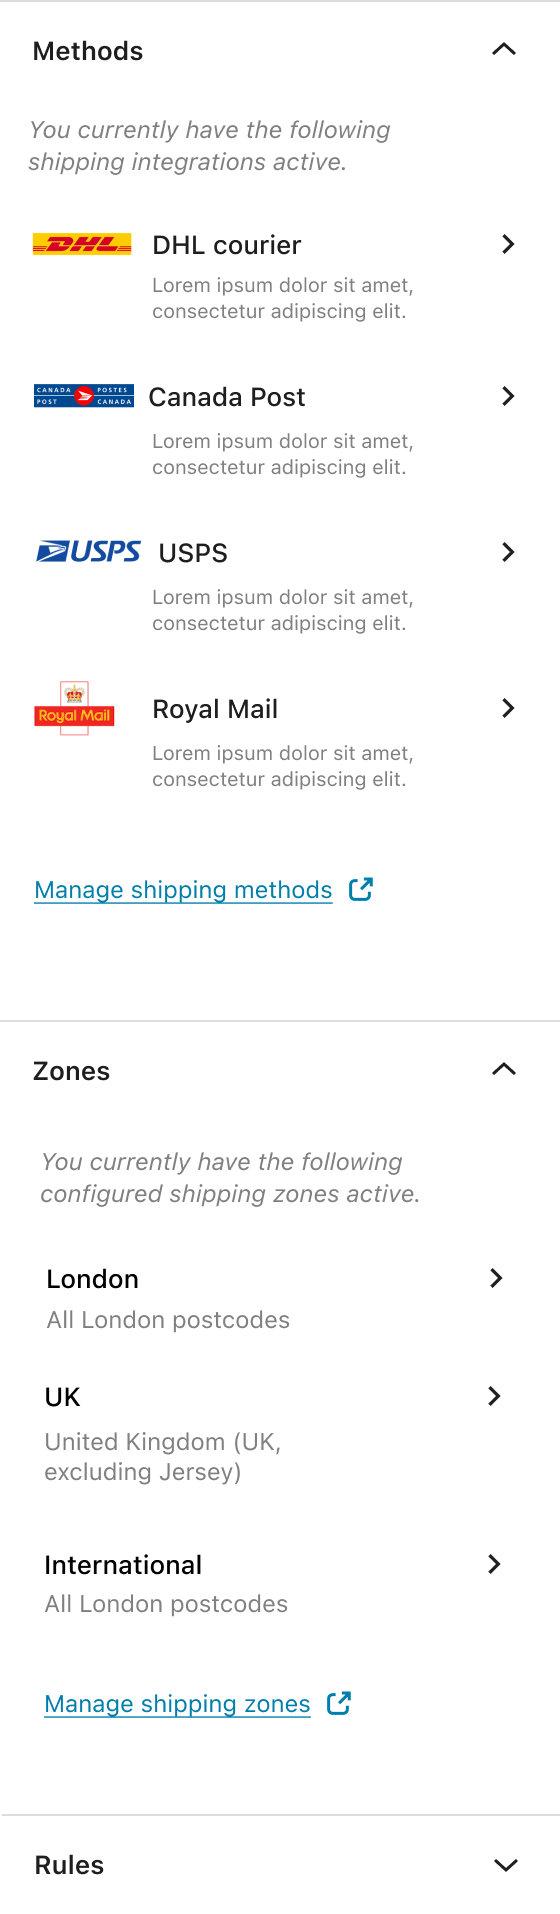 Methods
You currently have the following
shipping integrations active.
DHL DHL courier
Lorem ipsum dolor sit amet,
consectetur adipiscing elit.
CANADA POSTES
POST CANADA
Canada Post
Lorem ipsum dolor sit amet,
consectetur adipiscing elit.
USPS USPS
Lorem ipsum dolor sit amet,
consectetur adipiscing elit.
Royal Mail Royal Mail
Lorem ipsum dolor sit amet,
consectetur adipiscing elit.
Manage shipping methods
Zones
You currently have the following
configured shipping zones active.
London
All London postcodes
UK
United Kingdom (UK,
excluding Jersey)
International
All London postcodes
Manage shipping zones
Rules